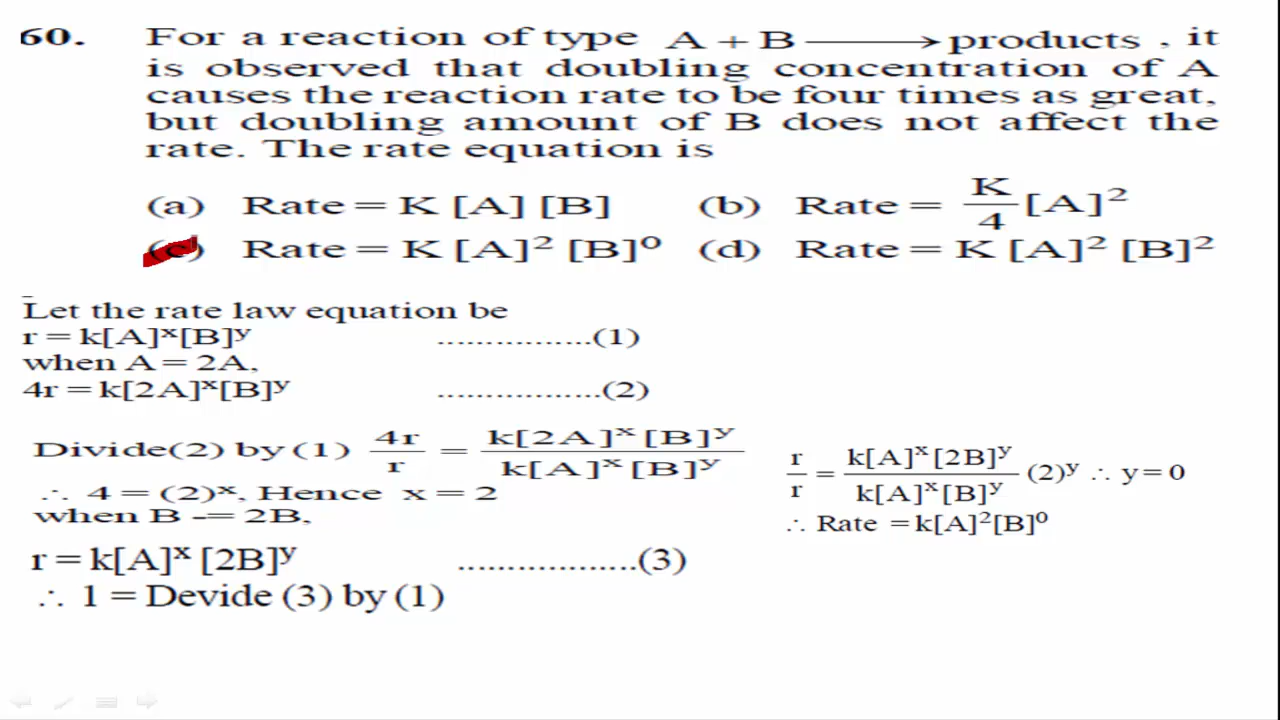 60. For a reaction of type A + B ⟶ products , it
is observed that doubling concentration of A
causes the reaction rate to be four times as great,
but doubling amount of B does not affect the
rate. The rate equation is
(a) Rate = K [A] [B] (b) Rate = K/4 [A]²
(c) Rate = K [A]² [B]⁰ (d) Rate = K [A]² [B]²
Let the rate law equation be
r = k[A]ˣ[B]ʸ ................(1)
when A = 2A,
4r = k[2A]ˣ[B]ʸ .................(2)
Divide(2) by (1) 4r/r = k[2A]ˣ [B]ʸ / k[A]ˣ [B]ʸ
∴ 4 = (2)ˣ, Hence x = 2
when B -= 2B,
r = k[A]ˣ [2B]ʸ ..................(3)
∴ 1 = Devide (3) by (1)
r/r = k[A]ˣ[2B]ʸ / k[A]ˣ[B]ʸ (2)ʸ ∴ y = 0
∴ Rate = k[A]²[B]⁰